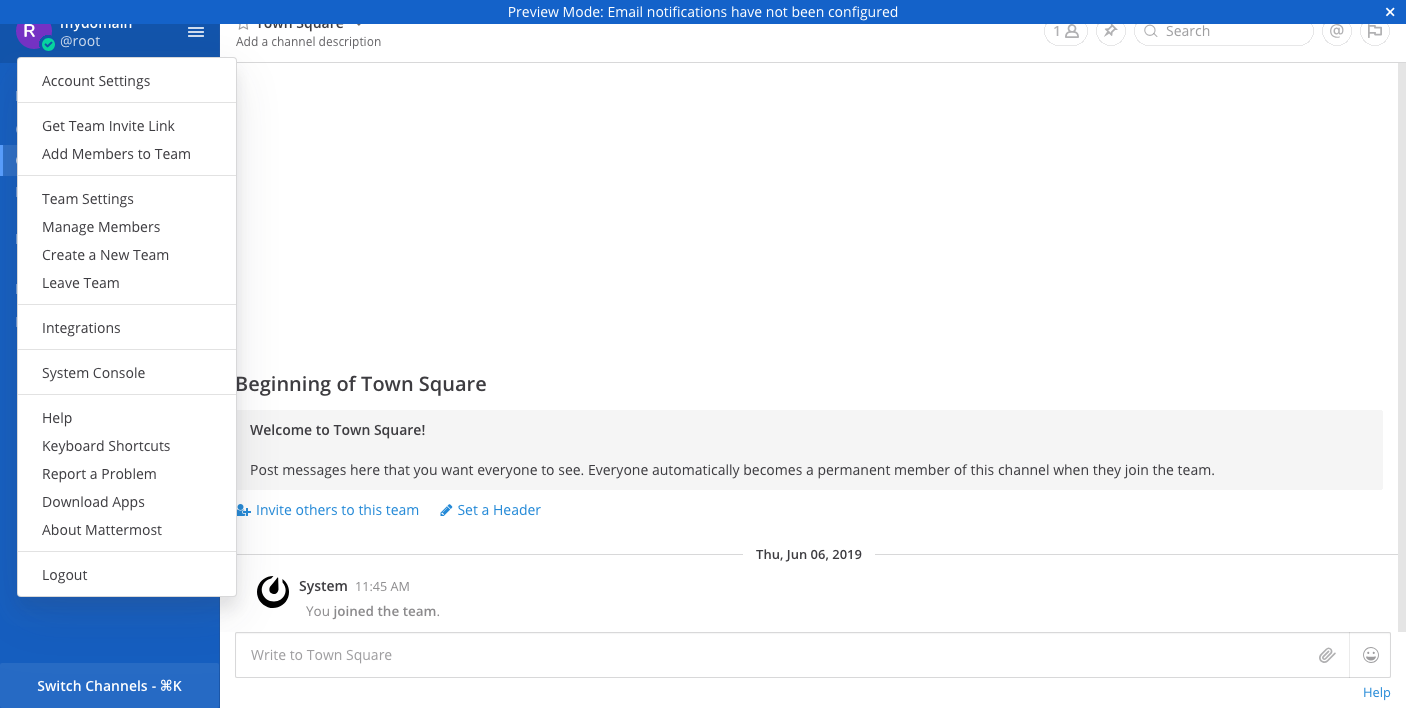 Preview Mode: Email notifications have not been configured
mydomain
@root
R
Town Square
Add a channel description
1
Search
@
Account Settings
Get Team Invite Link
Add Members to Team
Team Settings
Manage Members
Create a New Team
Leave Team
Integrations
System Console
Help
Keyboard Shortcuts
Report a Problem
Download Apps
About Mattermost
Logout
Switch Channels - ⌘K
Beginning of Town Square
Welcome to Town Square!
Post messages here that you want everyone to see. Everyone automatically becomes a permanent member of this channel when they join the team.
Invite others to this team
Set a Header
Thu, Jun 06, 2019
System 11:45 AM
You joined the team.
Write to Town Square
Help